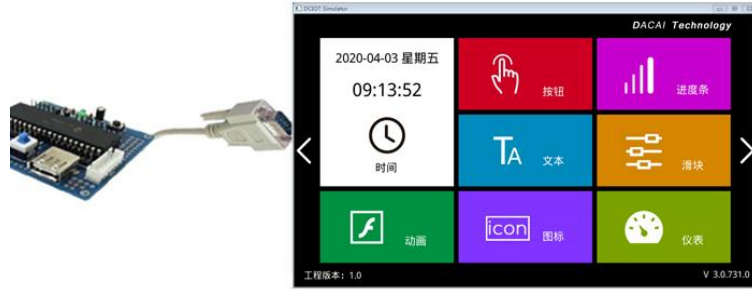 DCIOT Simulator
DACAI Technology
2020-04-03 星期五
09:13:52
时间
按钮
进度条
TA 文本
滑块
动画
icon 图标
仪表
工程版本：1.0
V 3.0.731.0